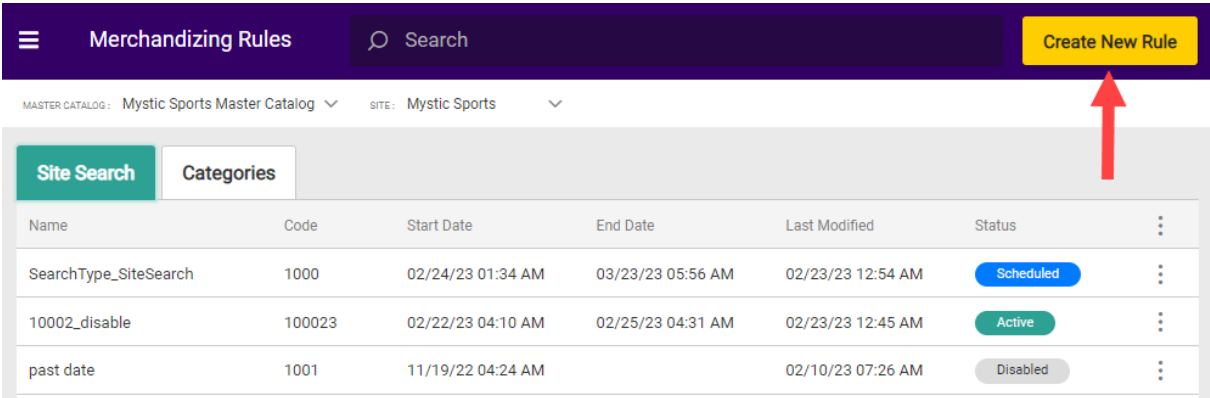 Merchandizing Rules Search Create New Rule
MASTER CATALOG: Mystic Sports Master Catalog SITE: Mystic Sports
Site Search Categories
Name Code Start Date End Date Last Modified Status
SearchType_SiteSearch 1000 02/24/23 01:34 AM 03/23/23 05:56 AM 02/23/23 12:54 AM Scheduled
10002_disable 100023 02/22/23 04:10 AM 02/25/23 04:31 AM 02/23/23 12:45 AM Active
past date 1001 11/19/22 04:24 AM 02/10/23 07:26 AM Disabled